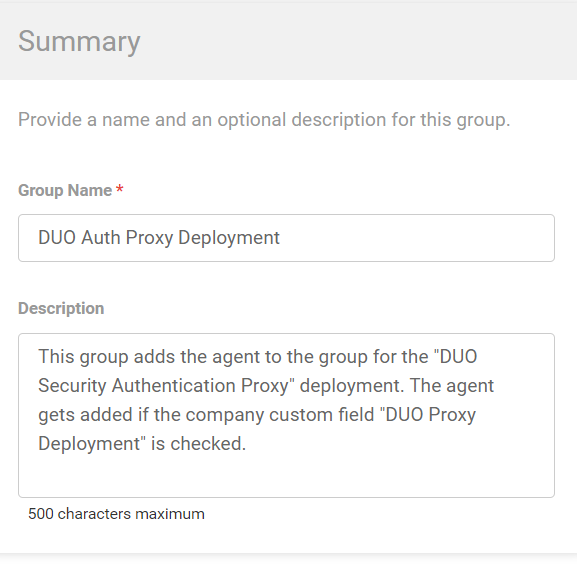 Summary
Provide a name and an optional description for this group.
Group Name *
DUO Auth Proxy Deployment
Description
This group adds the agent to the group for the "DUO
Security Authentication Proxy" deployment. The agent
gets added if the company custom field "DUO Proxy
Deployment" is checked.
500 characters maximum